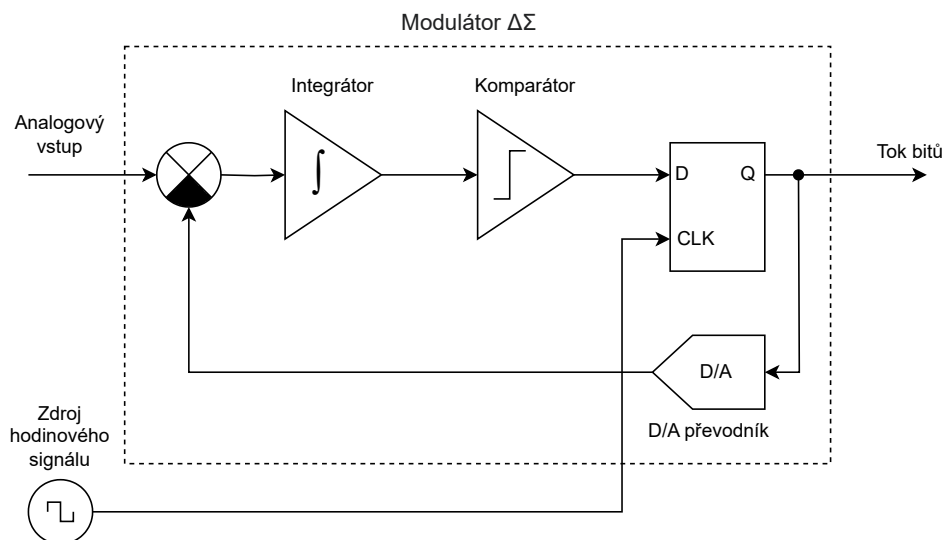 Modulátor ΔΣ
Integrátor
Komparátor
Analogový
vstup
Tok bitů
∫
D
Q
CLK
D/A
D/A převodník
Zdroj
hodinového
signálu